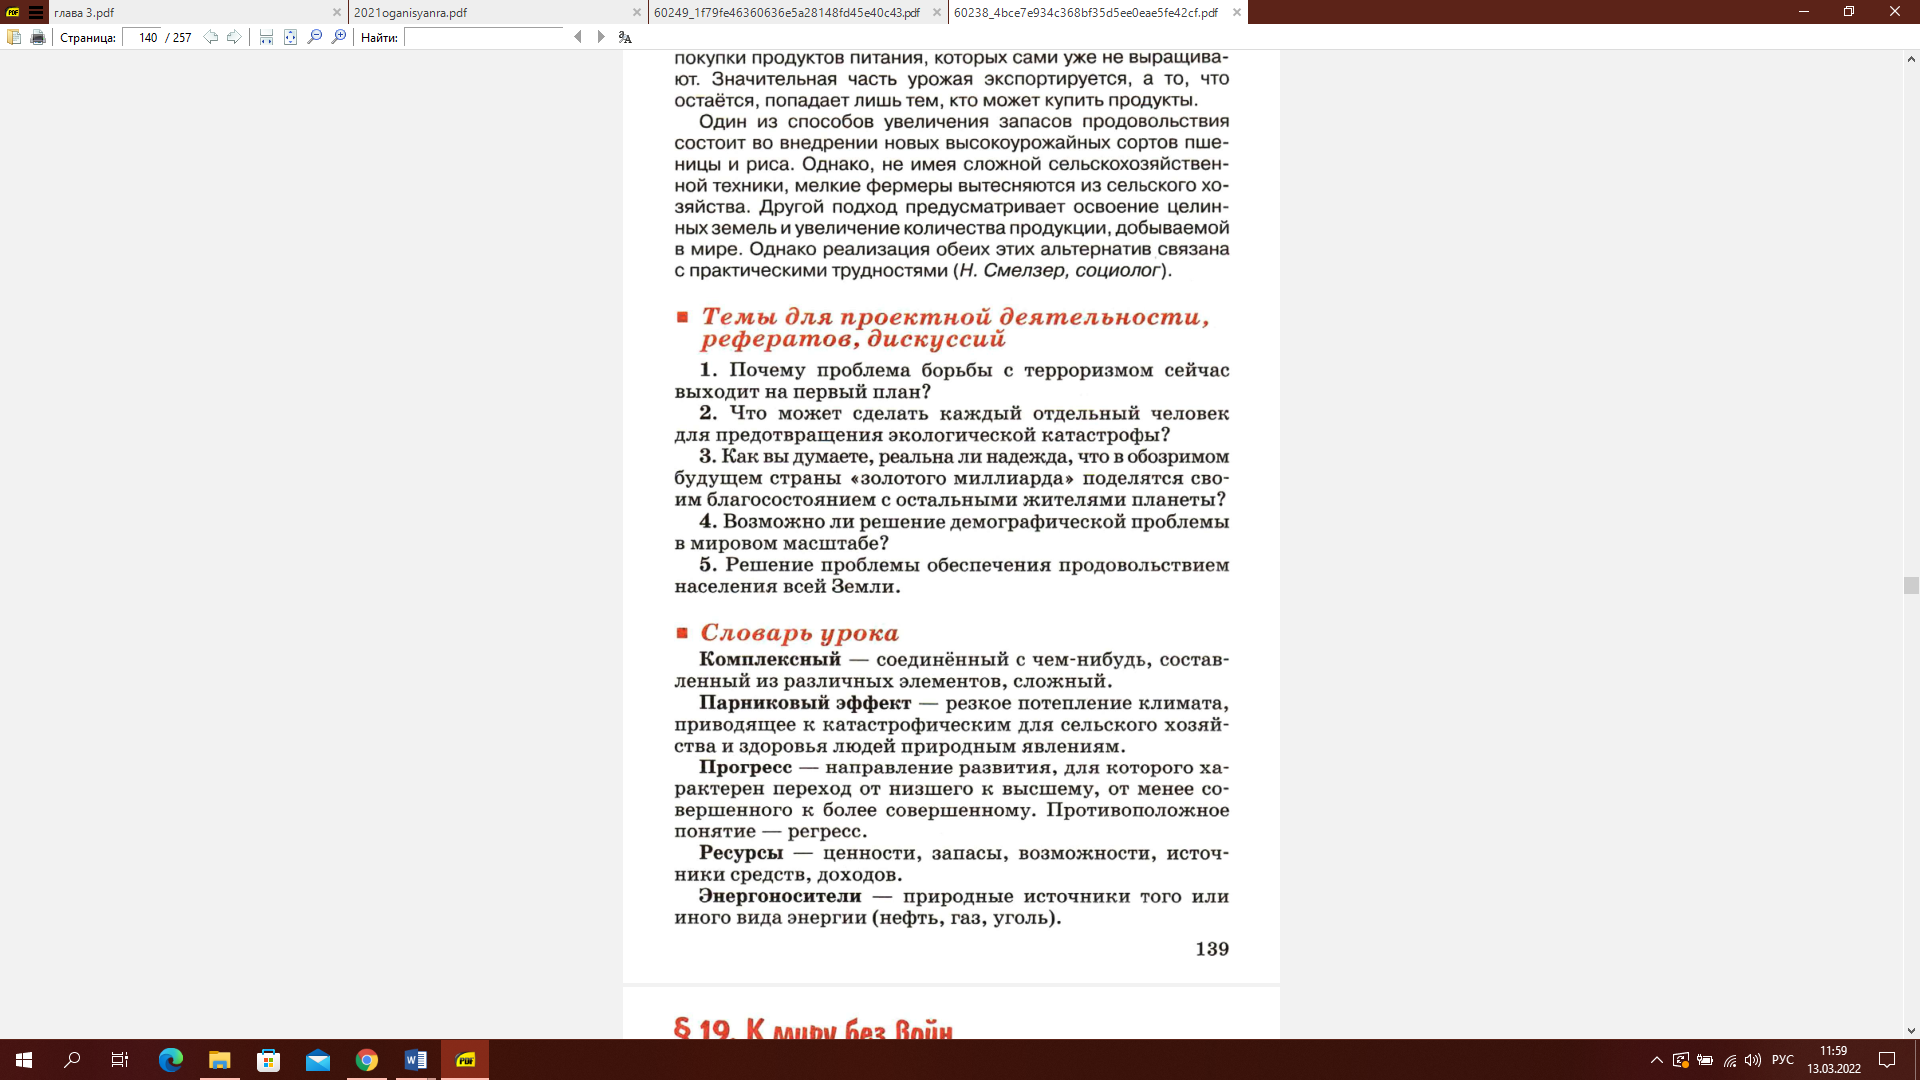 глава 3.pdf
2021oganisyanra.pdf
60249_1f79fe46360636e5a28148fd45e40c43.pdf
60238_4bce7e934c368bf35d5ee0eae5fe42cf.pdf
Страница: 140 / 257 Найти:
покупки продуктов питания, которых сами уже не выращива-
ют. Значительная часть урожая экспортируется, а то, что
остаётся, попадает лишь тем, кто может купить продукты.
Один из способов увеличения запасов продовольствия
состоит во внедрении новых высокоурожайных сортов пше-
ницы и риса. Однако, не имея сложной сельскохозяйствен-
ной техники, мелкие фермеры вытесняются из сельского хо-
зяйства. Другой подход предусматривает освоение целин-
ных земель и увеличение количества продукции, добываемой
в мире. Однако реализация обеих этих альтернатив связана
с практическими трудностями (Н. Смелзер, социолог).
Темы для проектной деятельности,
рефератов, дискуссий
1. Почему проблема борьбы с терроризмом сейчас
выходит на первый план?
2. Что может сделать каждый отдельный человек
для предотвращения экологической катастрофы?
3. Как вы думаете, реальна ли надежда, что в обозримом
будущем страны «золотого миллиарда» поделятся сво-
им благосостоянием с остальными жителями планеты?
4. Возможно ли решение демографической проблемы
в мировом масштабе?
5. Решение проблемы обеспечения продовольствием
населения всей Земли.
Словарь урока
Комплексный — соединённый с чем-нибудь, состав-
ленный из различных элементов, сложный.
Парниковый эффект — резкое потепление климата,
приводящее к катастрофическим для сельского хозяй-
ства и здоровья людей природным явлениям.
Прогресс — направление развития, для которого ха-
рактерен переход от низшего к высшему, от менее со-
вершенного к более совершенному. Противоположное
понятие — регресс.
Ресурсы — ценности, запасы, возможности, источ-
ники средств, доходов.
Энергоносители — природные источники того или
иного вида энергии (нефть, газ, уголь).
139
§ 19. К миру без войн
РУС
11:59
13.03.2022